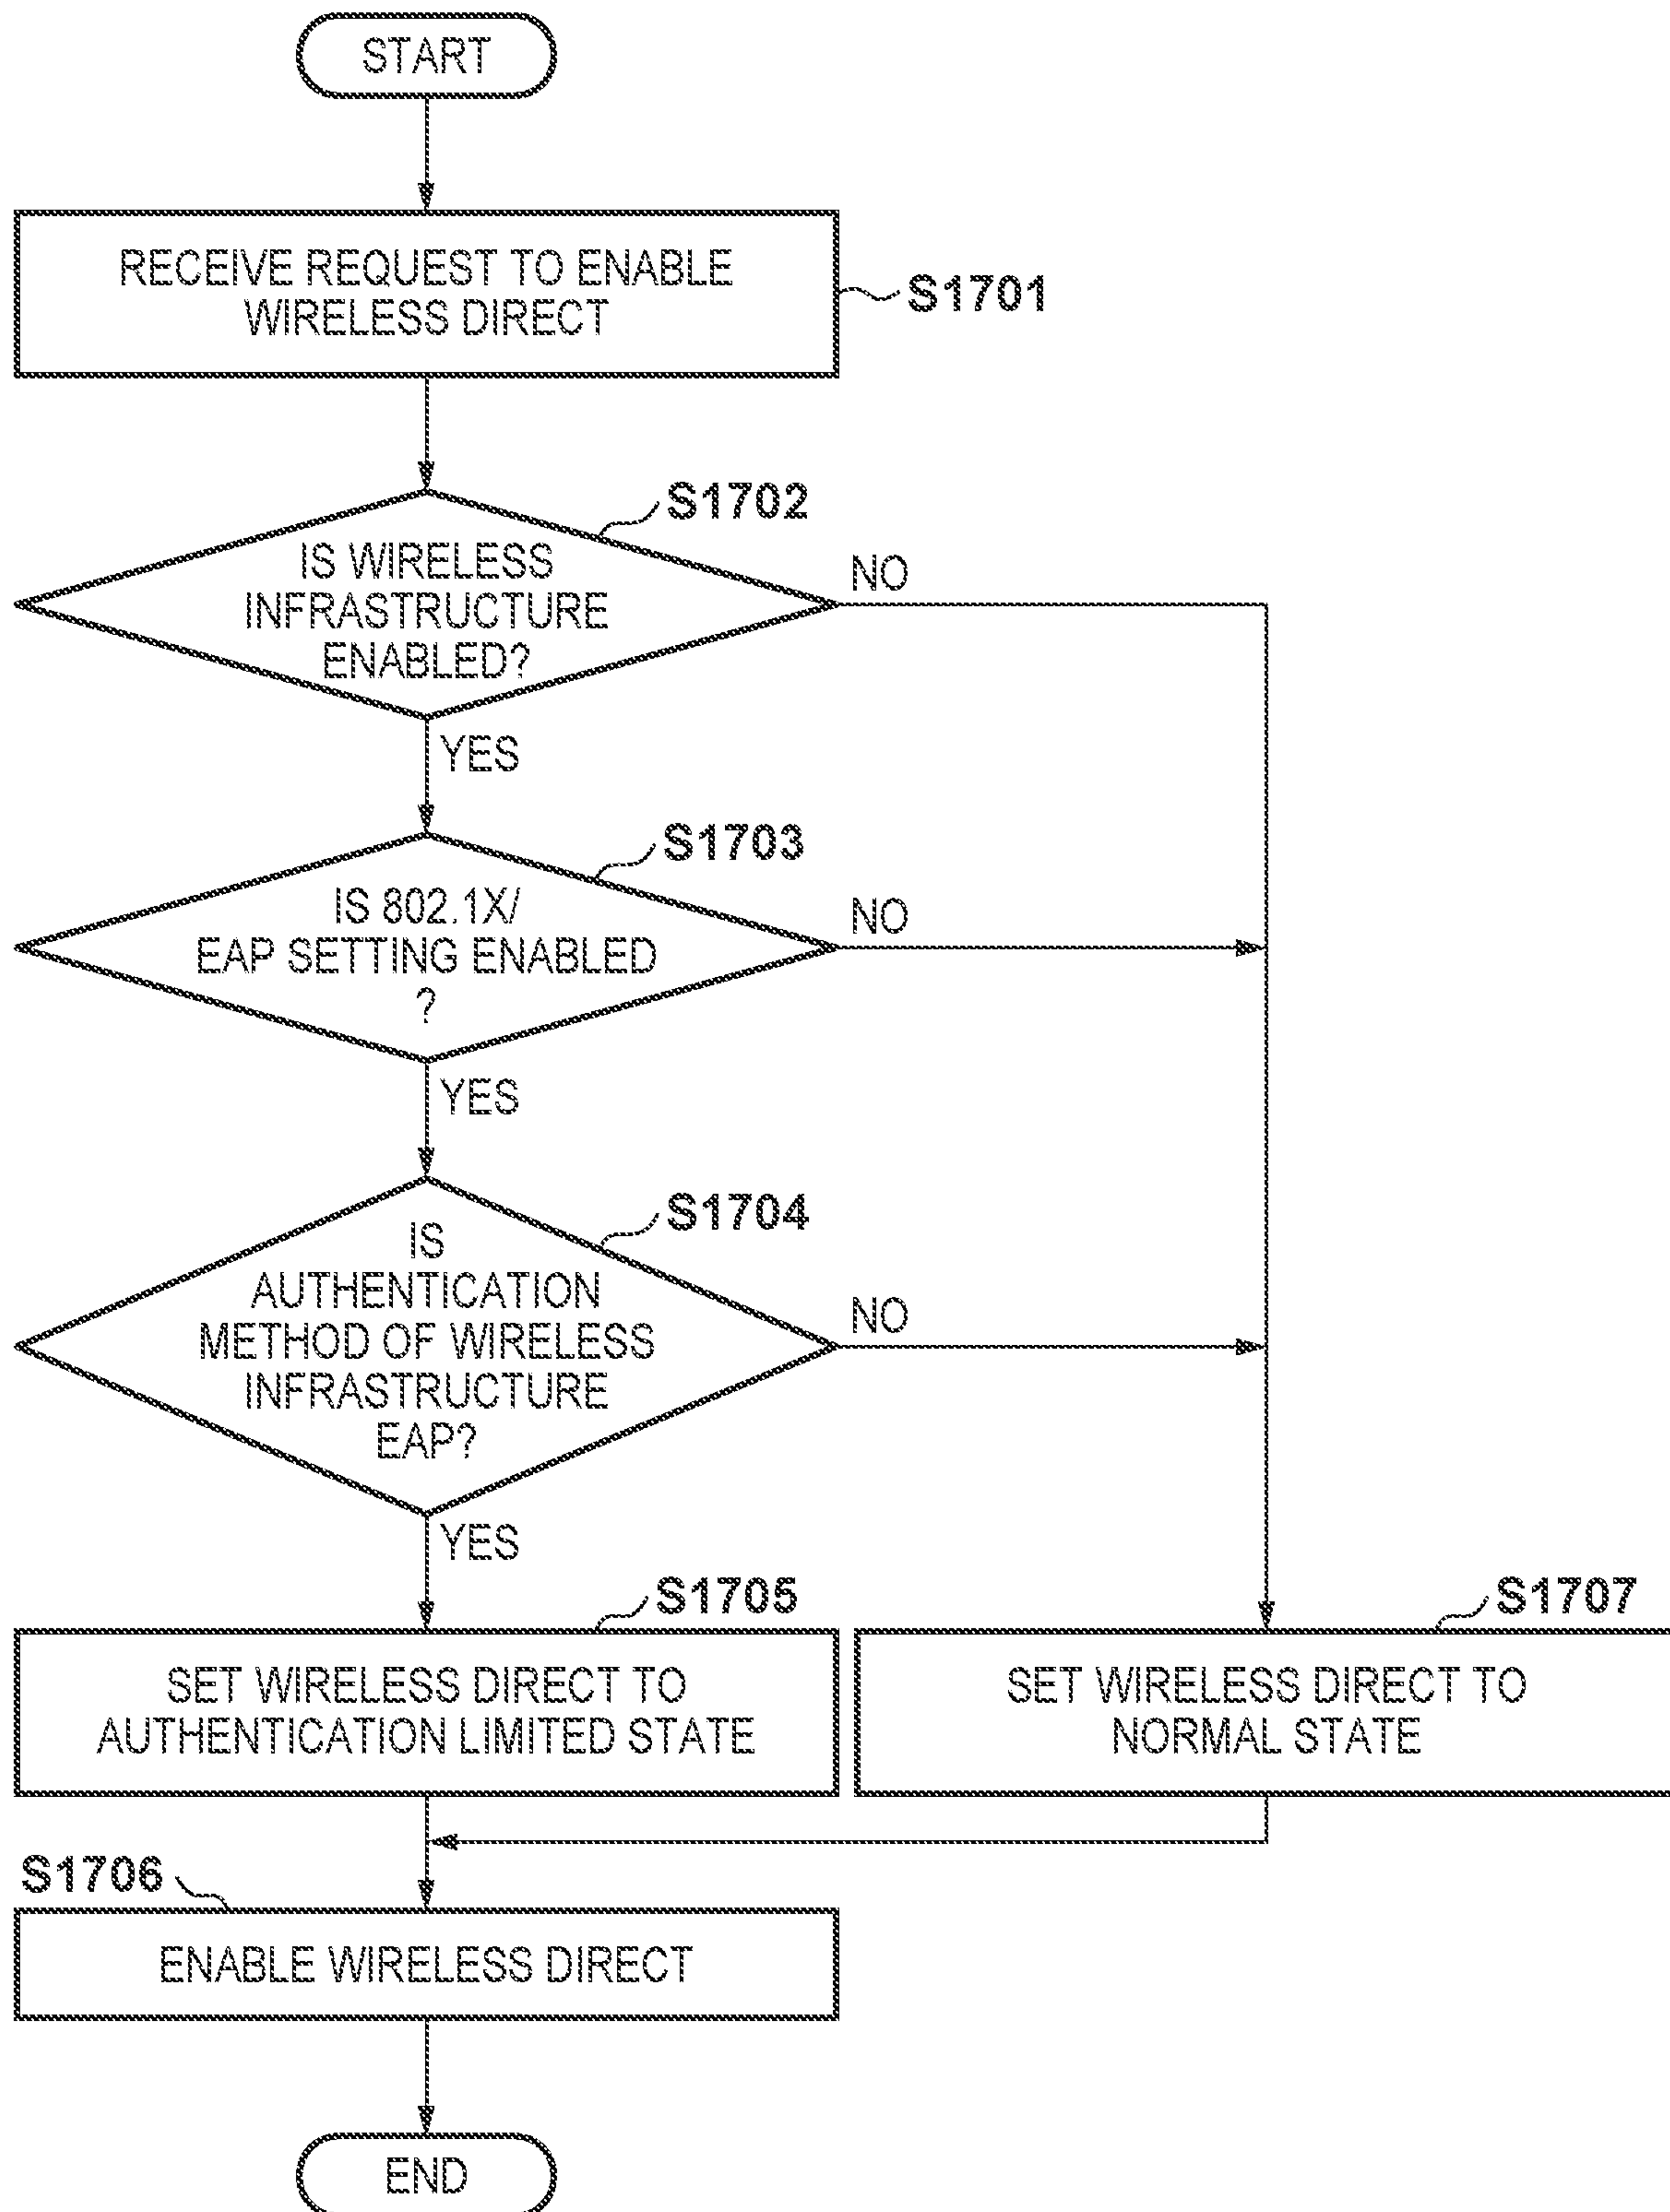 START
RECEIVE REQUEST TO ENABLE
WIRELESS DIRECT
S1701
S1702
IS WIRELESS
INFRASTRUCTURE
ENABLED?
NO
YES
S1703
IS 802.1X/
EAP SETTING ENABLED
?
NO
YES
S1704
IS
AUTHENTICATION
METHOD OF WIRELESS
INFRASTRUCTURE
EAP?
NO
YES
S1705
SET WIRELESS DIRECT TO
AUTHENTICATION LIMITED STATE
S1707
SET WIRELESS DIRECT TO
NORMAL STATE
S1706
ENABLE WIRELESS DIRECT
END